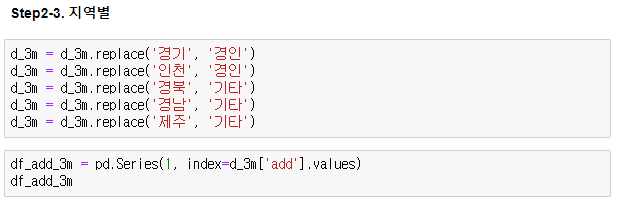 Step2-3. 지역별
d_3m = d_3m.replace('경기', '경인')
d_3m = d_3m.replace('인천', '경인')
d_3m = d_3m.replace('경북', '기타')
d_3m = d_3m.replace('경남', '기타')
d_3m = d_3m.replace('제주', '기타')
df_add_3m = pd.Series(1, index=d_3m['add'].values)
df_add_3m